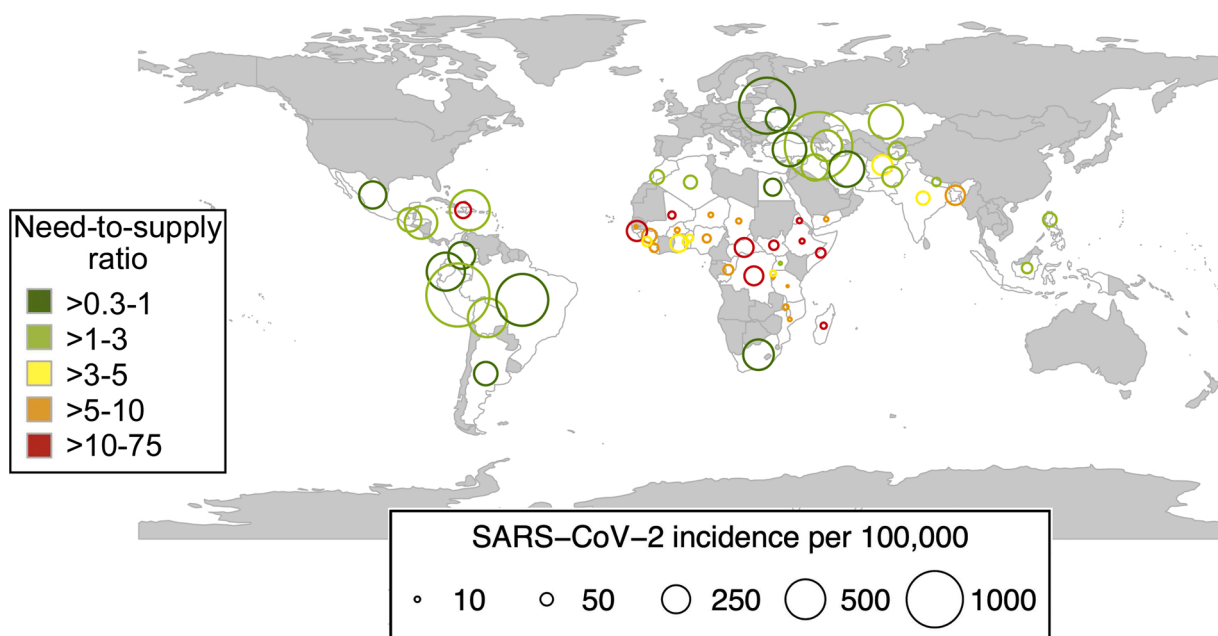 Need-to-supply
ratio
>0.3-1
>1-3
>3-5
>5-10
>10-75
SARS−CoV−2 incidence per 100,000
10 50 250 500 1000